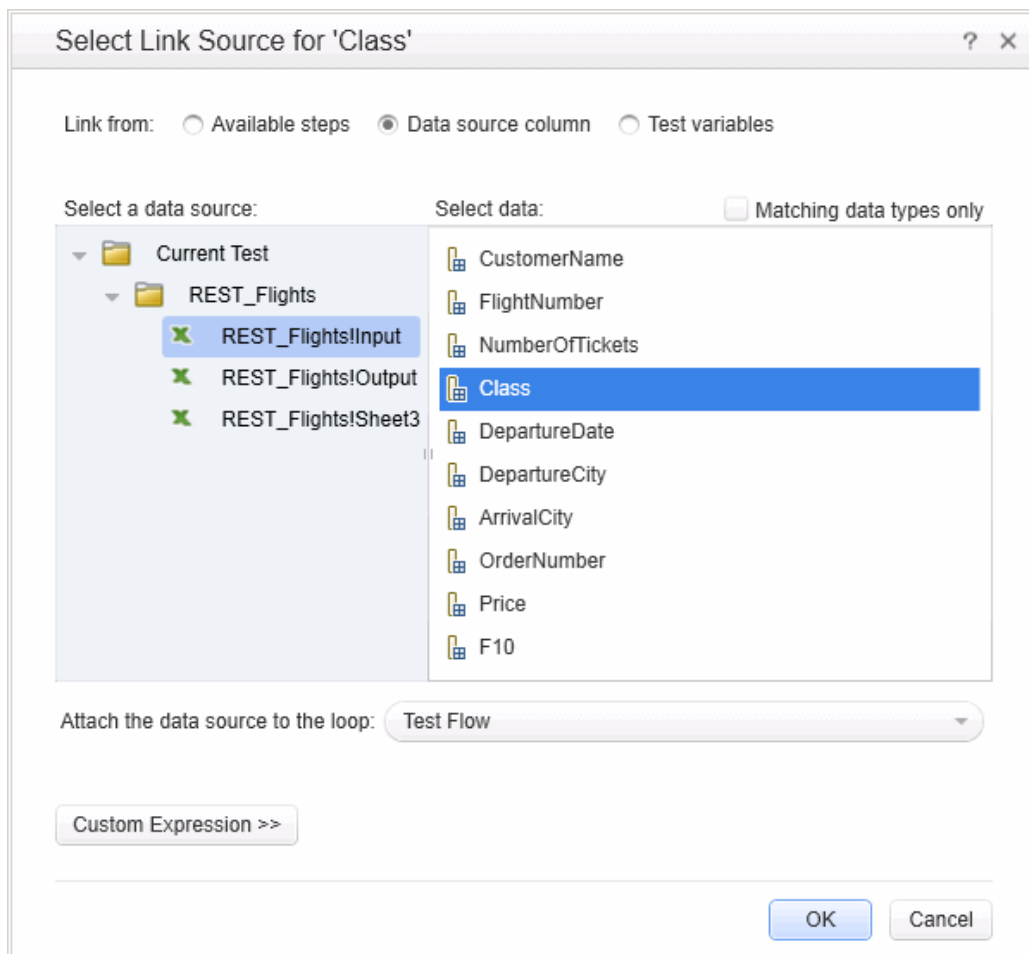 Select Link Source for 'Class' ? ×
Link from: Available steps Data source column Test variables
Select a data source: Select data: Matching data types only
Current Test
REST_Flights
REST_Flights!Input
REST_Flights!Output
REST_Flights!Sheet3
CustomerName
FlightNumber
NumberOfTickets
Class
DepartureDate
DepartureCity
ArrivalCity
OrderNumber
Price
F10
Attach the data source to the loop: Test Flow
Custom Expression >>
OK Cancel